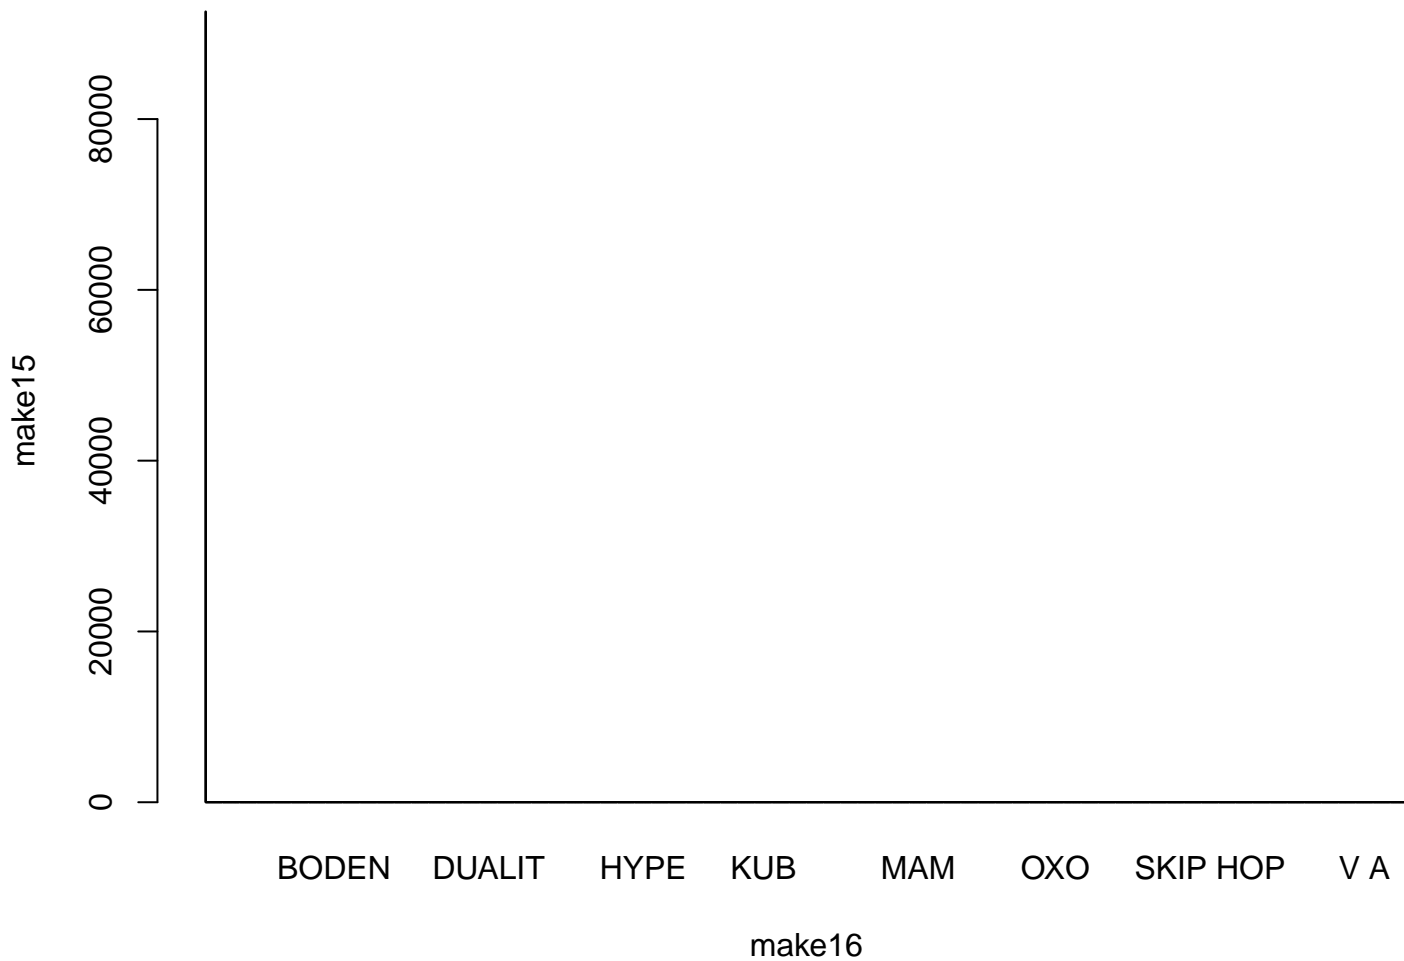 80000
60000
make15
40000
20000
0
BODEN DUALIT HYPE KUB MAM OXO SKIP HOP V A
make16